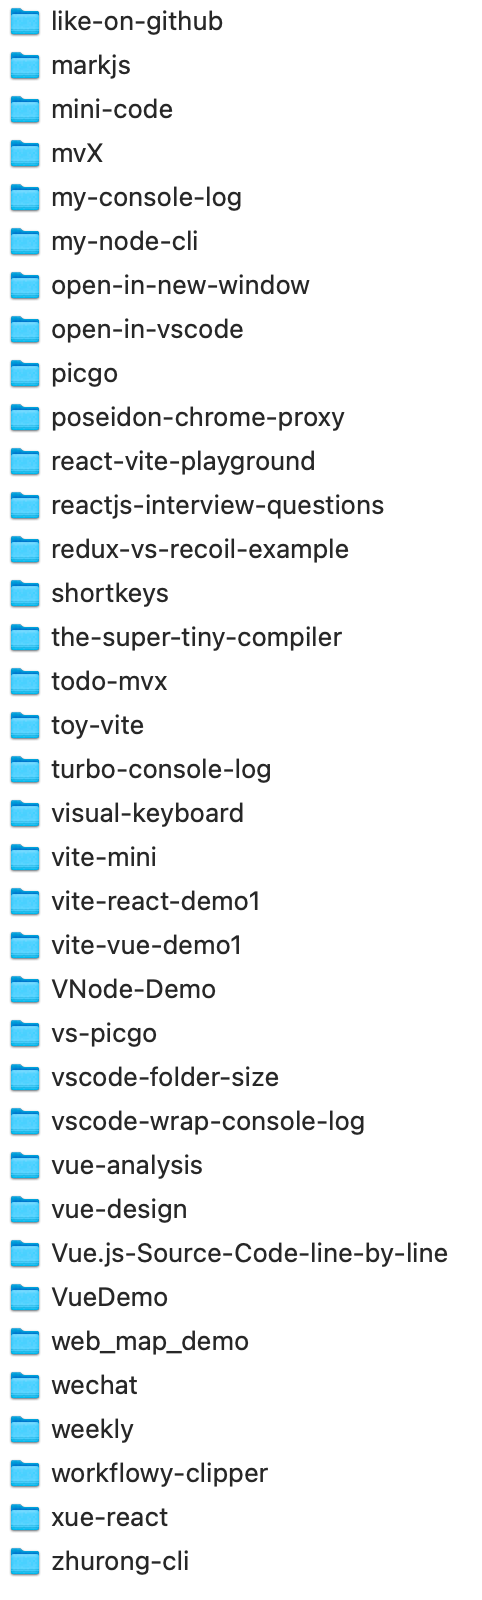 like-on-github
markjs
mini-code
mvX
my-console-log
my-node-cli
open-in-new-window
open-in-vscode
picgo
poseidon-chrome-proxy
react-vite-playground
reactjs-interview-questions
redux-vs-recoil-example
shortkeys
the-super-tiny-compiler
todo-mvx
toy-vite
turbo-console-log
visual-keyboard
vite-mini
vite-react-demo1
vite-vue-demo1
VNode-Demo
vs-picgo
vscode-folder-size
vscode-wrap-console-log
vue-analysis
vue-design
Vue.js-Source-Code-line-by-line
VueDemo
web_map_demo
wechat
weekly
workflowy-clipper
xue-react
zhurong-cli